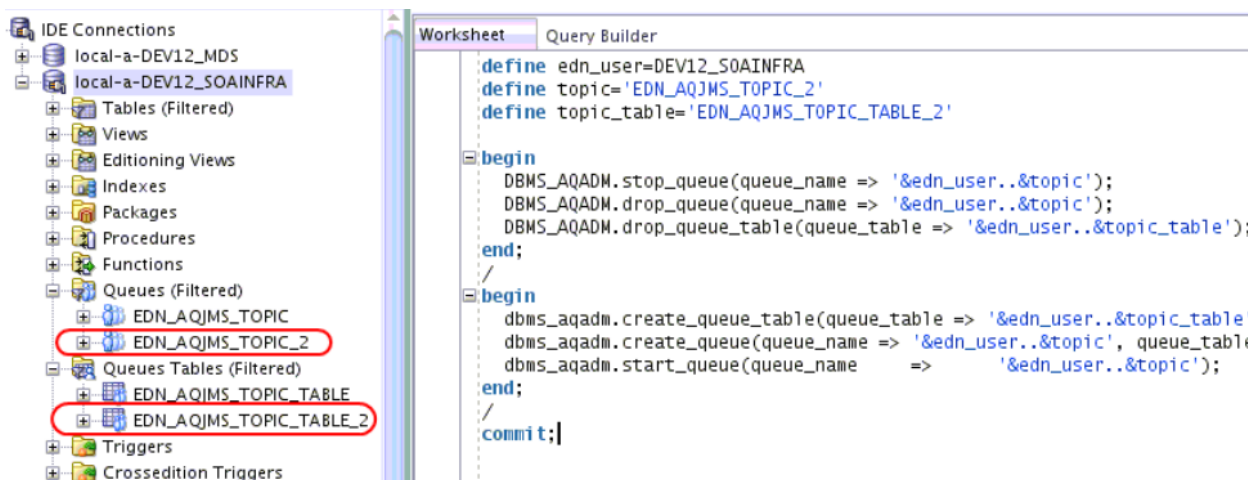 IDE Connections
local-a-DEV12_MDS
local-a-DEV12_SOAINFRA
Tables (Filtered)
Views
Editioning Views
Indexes
Packages
Procedures
Functions
Queues (Filtered)
EDN_AQJMS_TOPIC
EDN_AQJMS_TOPIC_2
Queues Tables (Filtered)
EDN_AQJMS_TOPIC_TABLE
EDN_AQJMS_TOPIC_TABLE_2
Triggers
Crossedition Triggers
Worksheet Query Builder
define edn_user=DEV12_SOAINFRA
define topic='EDN_AQJMS_TOPIC_2'
define topic_table='EDN_AQJMS_TOPIC_TABLE_2'
begin
DBMS_AQADM.stop_queue(queue_name => '&edn_user..&topic');
DBMS_AQADM.drop_queue(queue_name => '&edn_user..&topic');
DBMS_AQADM.drop_queue_table(queue_table => '&edn_user..&topic_table');
end;
/
begin
dbms_aqadm.create_queue_table(queue_table => '&edn_user..&topic_table'
dbms_aqadm.create_queue(queue_name => '&edn_user..&topic', queue_table
dbms_aqadm.start_queue(queue_name => '&edn_user..&topic');
end;
/
commit;